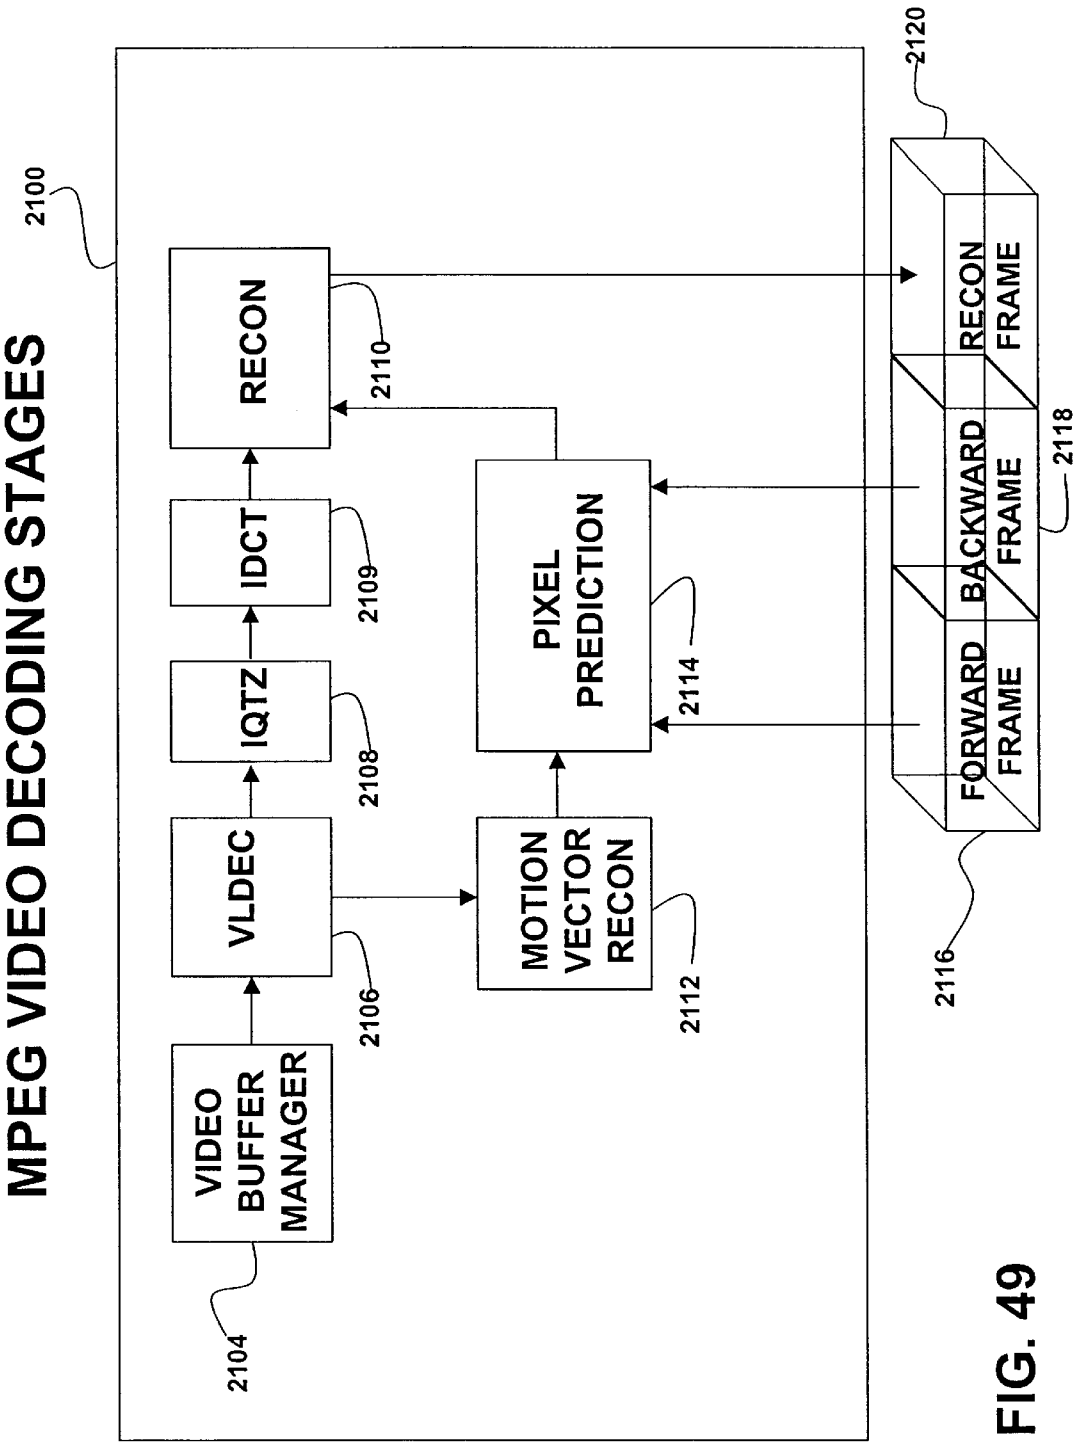 MPEG VIDEO DECODING STAGES
2100
VIDEO
BUFFER
MANAGER
2104
VLDEC
2106
IQTZ
2108
IDCT
2109
RECON
2110
MOTION
VECTOR
RECON
2112
PIXEL
PREDICTION
2114
FORWARD
FRAME
2116
BACKWARD
FRAME
2118
RECON
FRAME
2120
FIG. 49